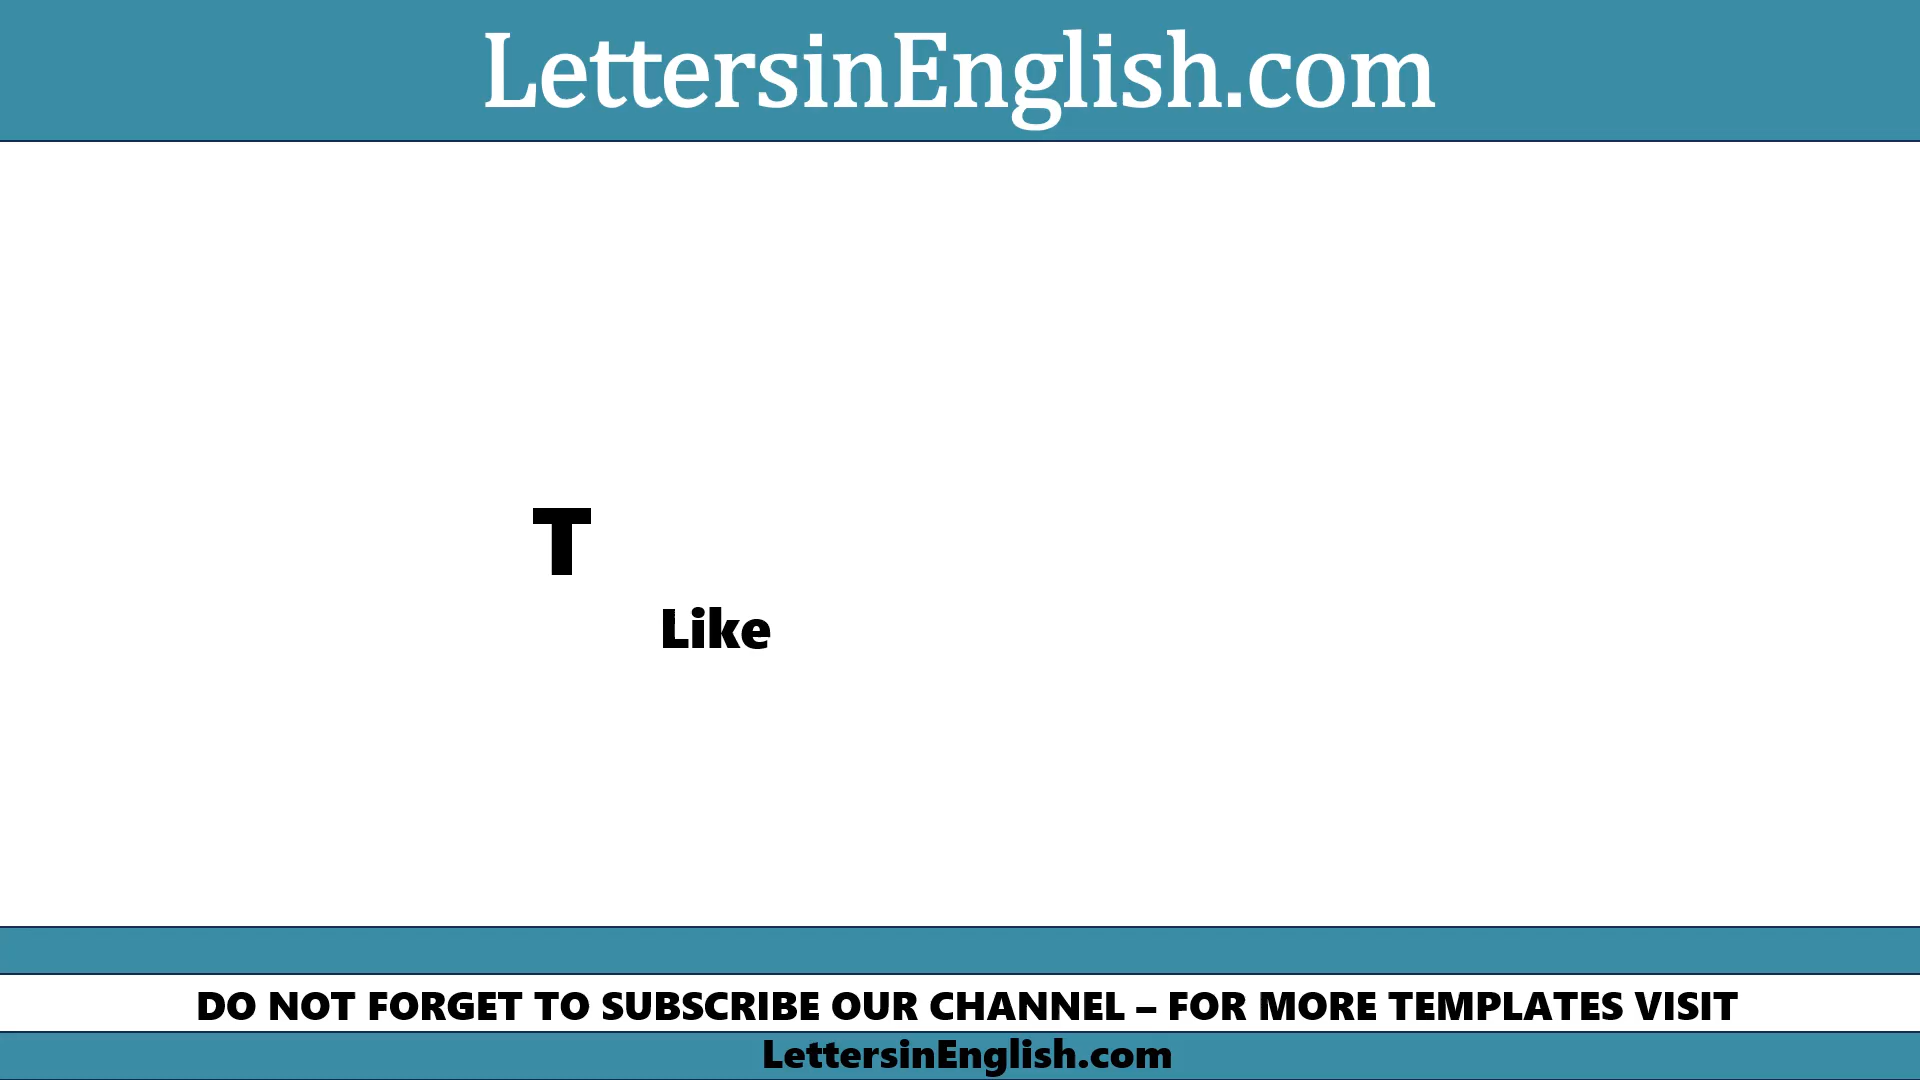 LettersinEnglish.com
T
Like
DO NOT FORGET TO SUBSCRIBE OUR CHANNEL – FOR MORE TEMPLATES VISIT
LettersinEnglish.com